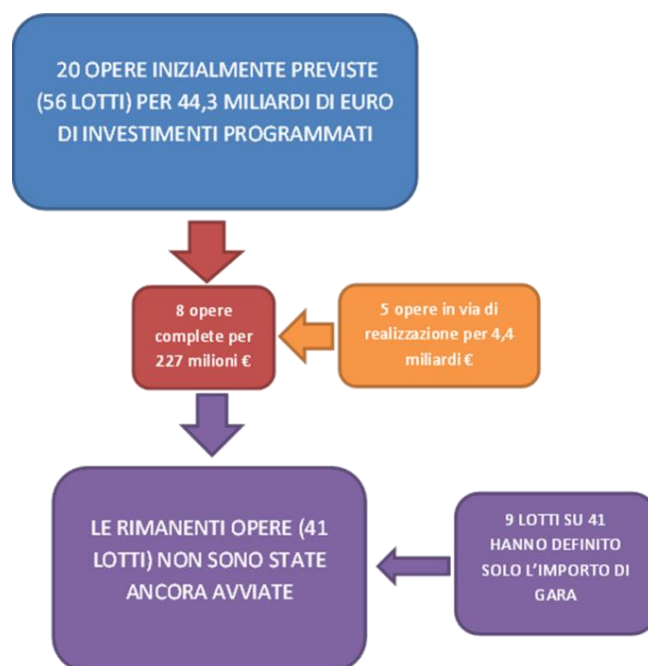 20 OPERE INIZIALMENTE PREVISTE
(56 LOTTI) PER 44,3 MILIARDI DI EURO
DI INVESTIMENTI PROGRAMMATI
8 opere
complete per
227 milioni €
5 opere in via di
realizzazione per 4,4
miliardi €
LE RIMANENTI OPERE (41
LOTTI) NON SONO STATE
ANCORA AVVIATE
9 LOTTI SU 41
HANNO DEFINITO
SOLO L'IMPORTO DI
GARA